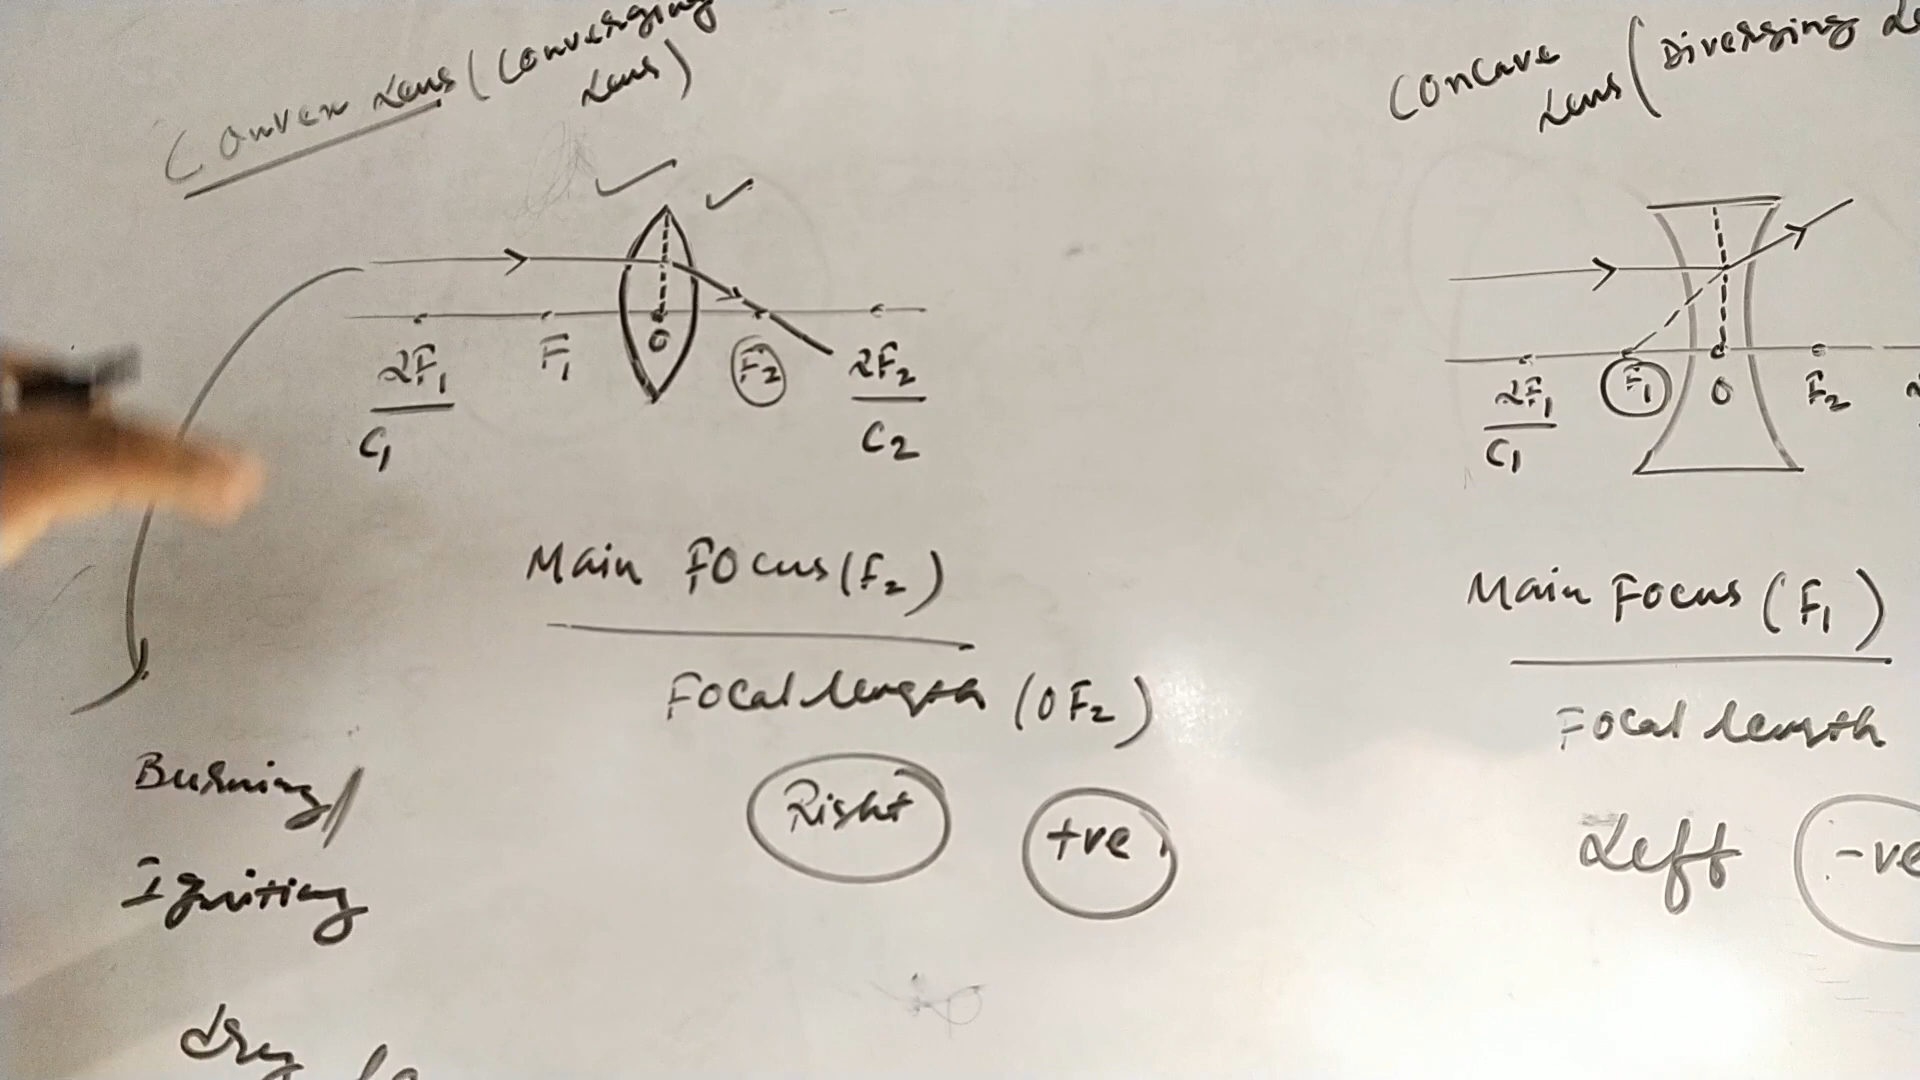 Convex Lens (Converging
Lens)
2F₁
F₁
O
F₂
2F₂
C₁
C₂
Main Focus (F₂)
Focal length (OF₂)
Right
+ve
Burning/
Igniting
dry
Concave
Lens (Diverging
2F₁
F₁
O
F₂
C₁
Main Focus (F₁)
Focal length
Left
-ve